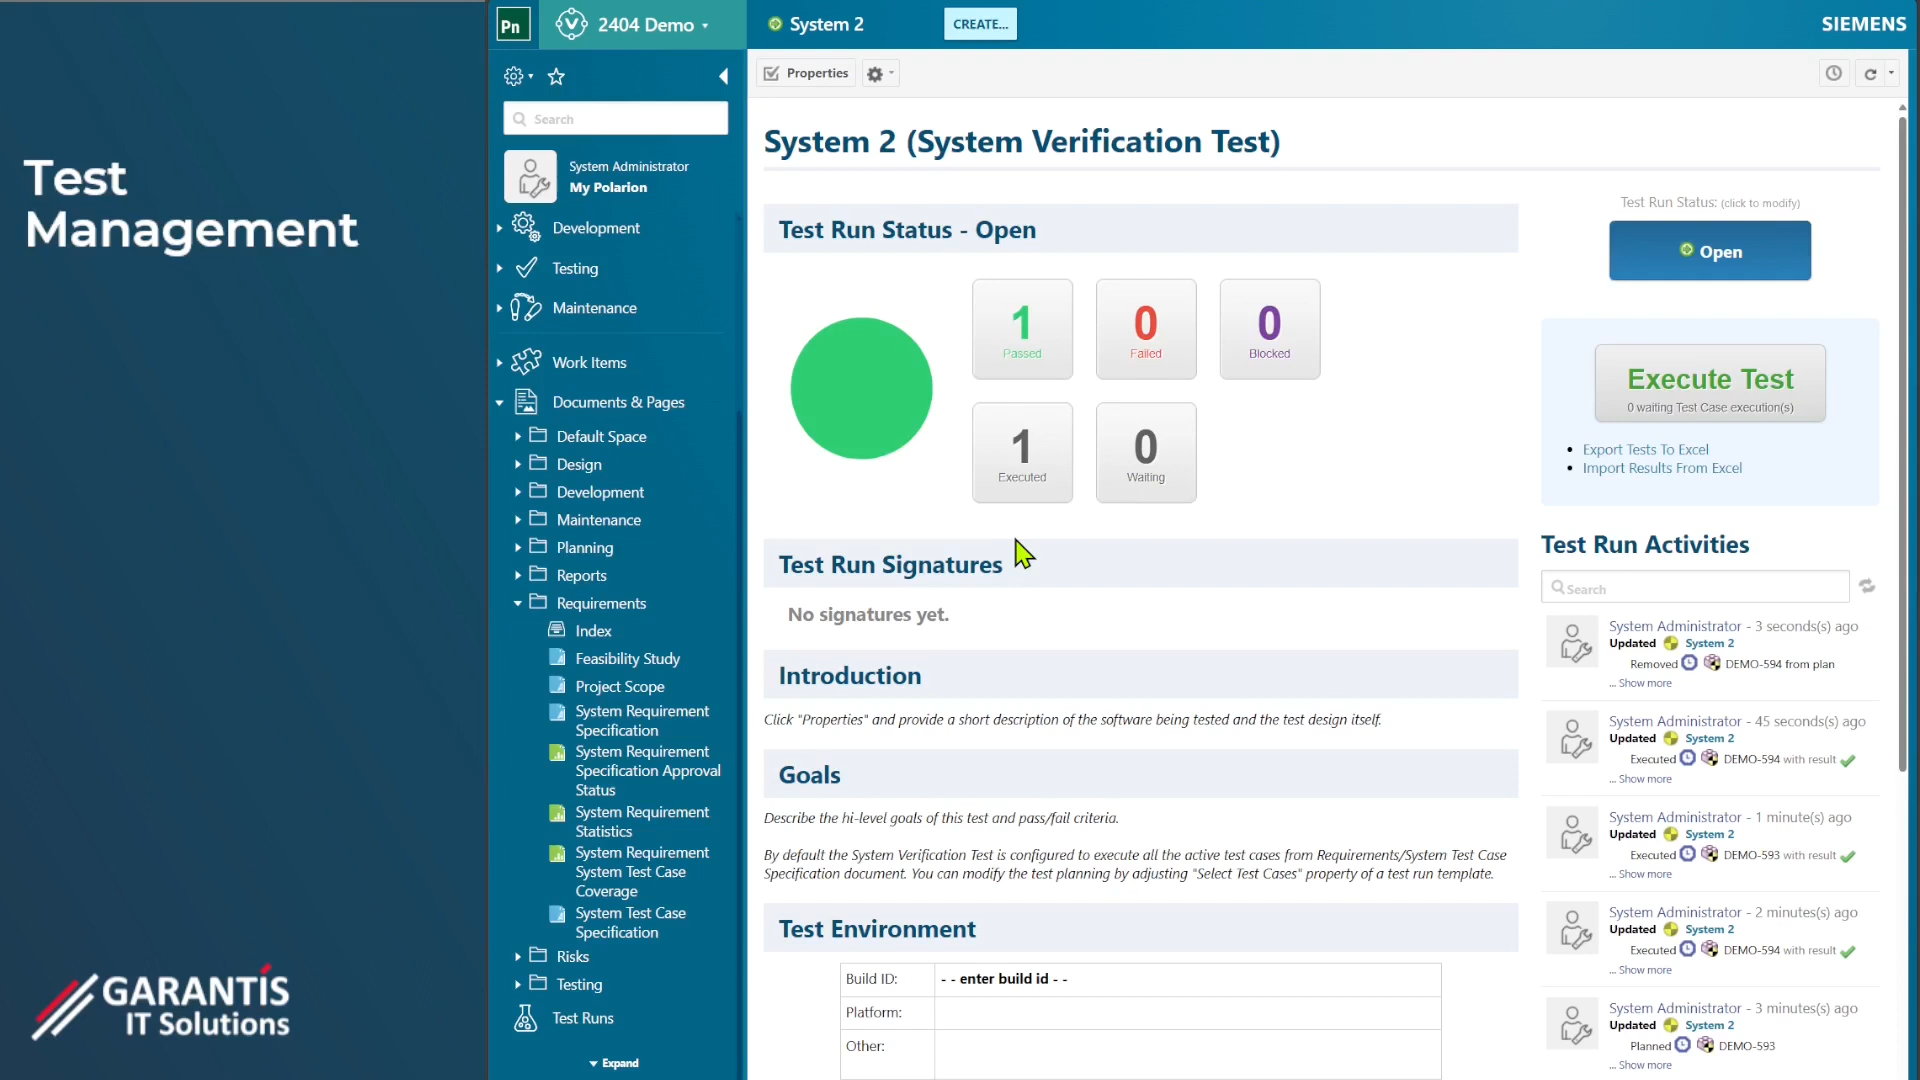 Test
Management
GARANTİS
IT Solutions
Pn
2404 Demo
System 2
CREATE...
SIEMENS
Search
System Administrator
My Polarion
Development
Testing
Maintenance
Work Items
Documents & Pages
Default Space
Design
Development
Maintenance
Planning
Reports
Requirements
Index
Feasibility Study
Project Scope
System Requirement
Specification
System Requirement
Specification Approval
Status
System Requirement
Statistics
System Requirement
System Test Case
Coverage
System Test Case
Specification
Risks
Testing
Test Runs
Expand
Properties
System 2 (System Verification Test)
Test Run Status - Open
1
Passed
0
Failed
0
Blocked
1
Executed
0
Waiting
Test Run Signatures
No signatures yet.
Introduction
Click "Properties" and provide a short description of the software being tested and the test design itself.
Goals
Describe the hi-level goals of this test and pass/fail criteria.
By default the System Verification Test is configured to execute all the active test cases from Requirements/System Test Case
Specification document. You can modify the test planning by adjusting "Select Test Cases" property of a test run template.
Test Environment
Build ID: - - enter build id - -
Platform:
Other:
Test Run Status: (click to modify)
Open
Execute Test
0 waiting Test Case execution(s)
Export Tests To Excel
Import Results From Excel
Test Run Activities
Search
System Administrator - 3 seconds(s) ago
Updated System 2
Removed DEMO-594 from plan
... Show more
System Administrator - 45 seconds(s) ago
Updated System 2
Executed DEMO-594 with result
... Show more
System Administrator - 1 minute(s) ago
Updated System 2
Executed DEMO-593 with result
... Show more
System Administrator - 2 minutes(s) ago
Updated System 2
Executed DEMO-594 with result
... Show more
System Administrator - 3 minutes(s) ago
Updated System 2
Planned DEMO-593
... Show more